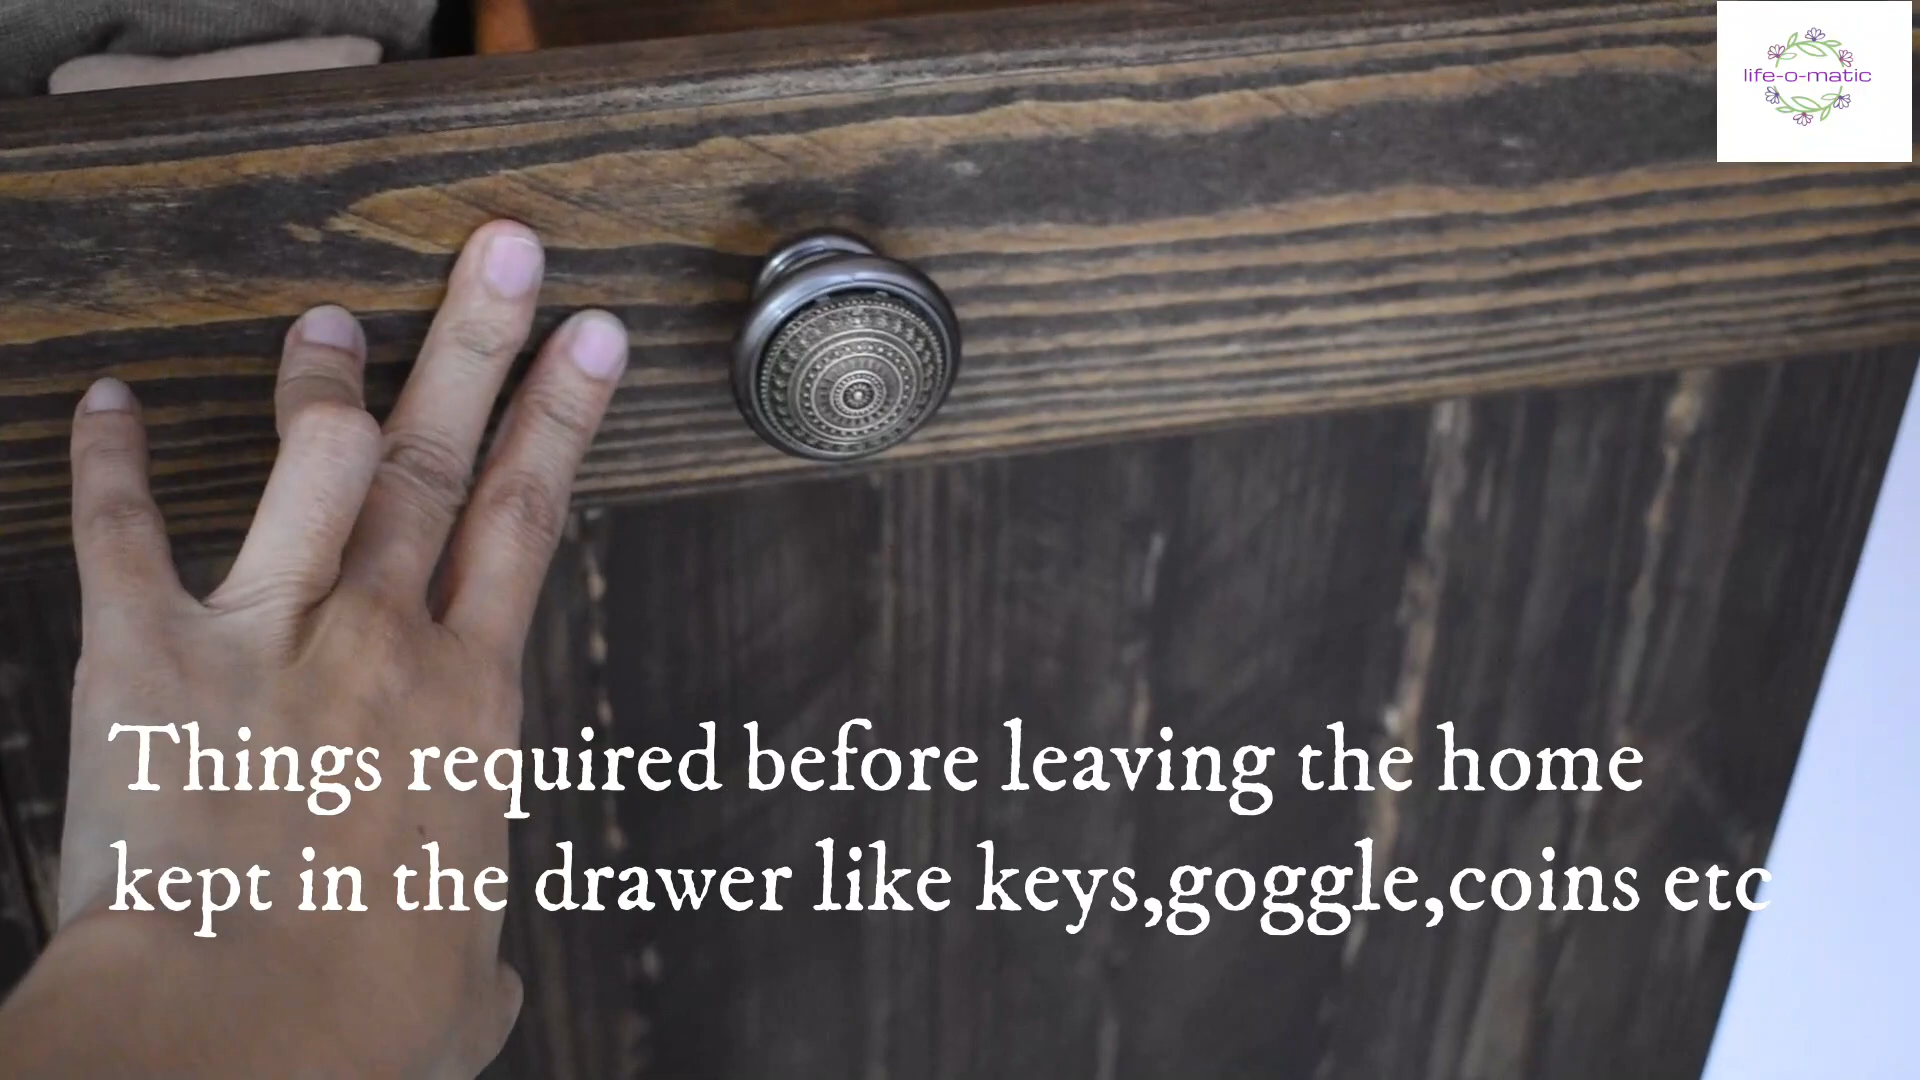 life-o-matic
Things required before leaving the home
kept in the drawer like keys,goggle,coins etc